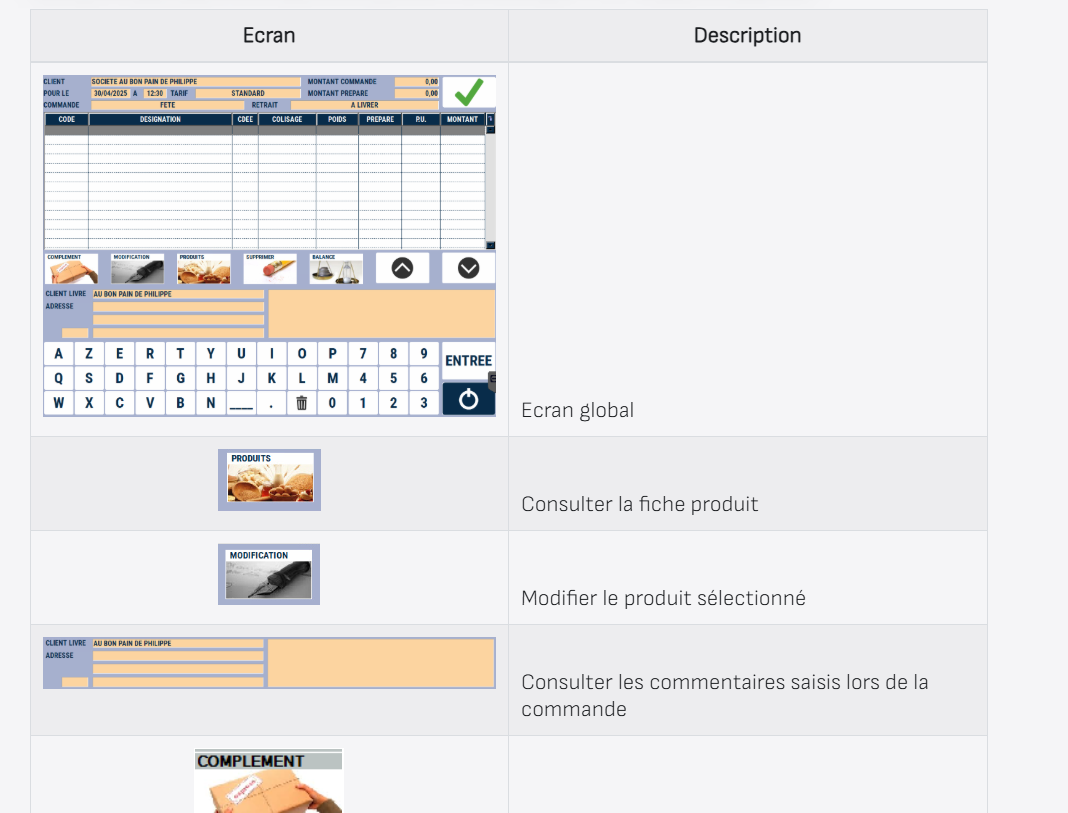 Ecran Description
CLIENT SOCIETE AU BON PAIN DE PHILIPPE MONTANT COMMANDE 0,00
POUR LE 30/04/2025 A 12:30 TARIF STANDARD MONTANT PREPARE 0,00
COMMANDE FETE RETRAIT A LIVRER
CODE DESIGNATION CDEE COLISAGE POIDS PREPARE P.U. MONTANT
COMPLEMENT MODIFICATION PRODUITS SUPPRIMER BALANCE
CLIENT LIVRE AU BON PAIN DE PHILIPPE
ADRESSE
A Z E R T Y U I O P 7 8 9 ENTREE
Q S D F G H J K L M 4 5 6
W X C V B N ___ . 0 1 2 3
Ecran global
PRODUITS
Consulter la fiche produit
MODIFICATION
Modifier le produit sélectionné
CLIENT LIVRE AU BON PAIN DE PHILIPPE
ADRESSE
Consulter les commentaires saisis lors de la
commande
COMPLEMENT